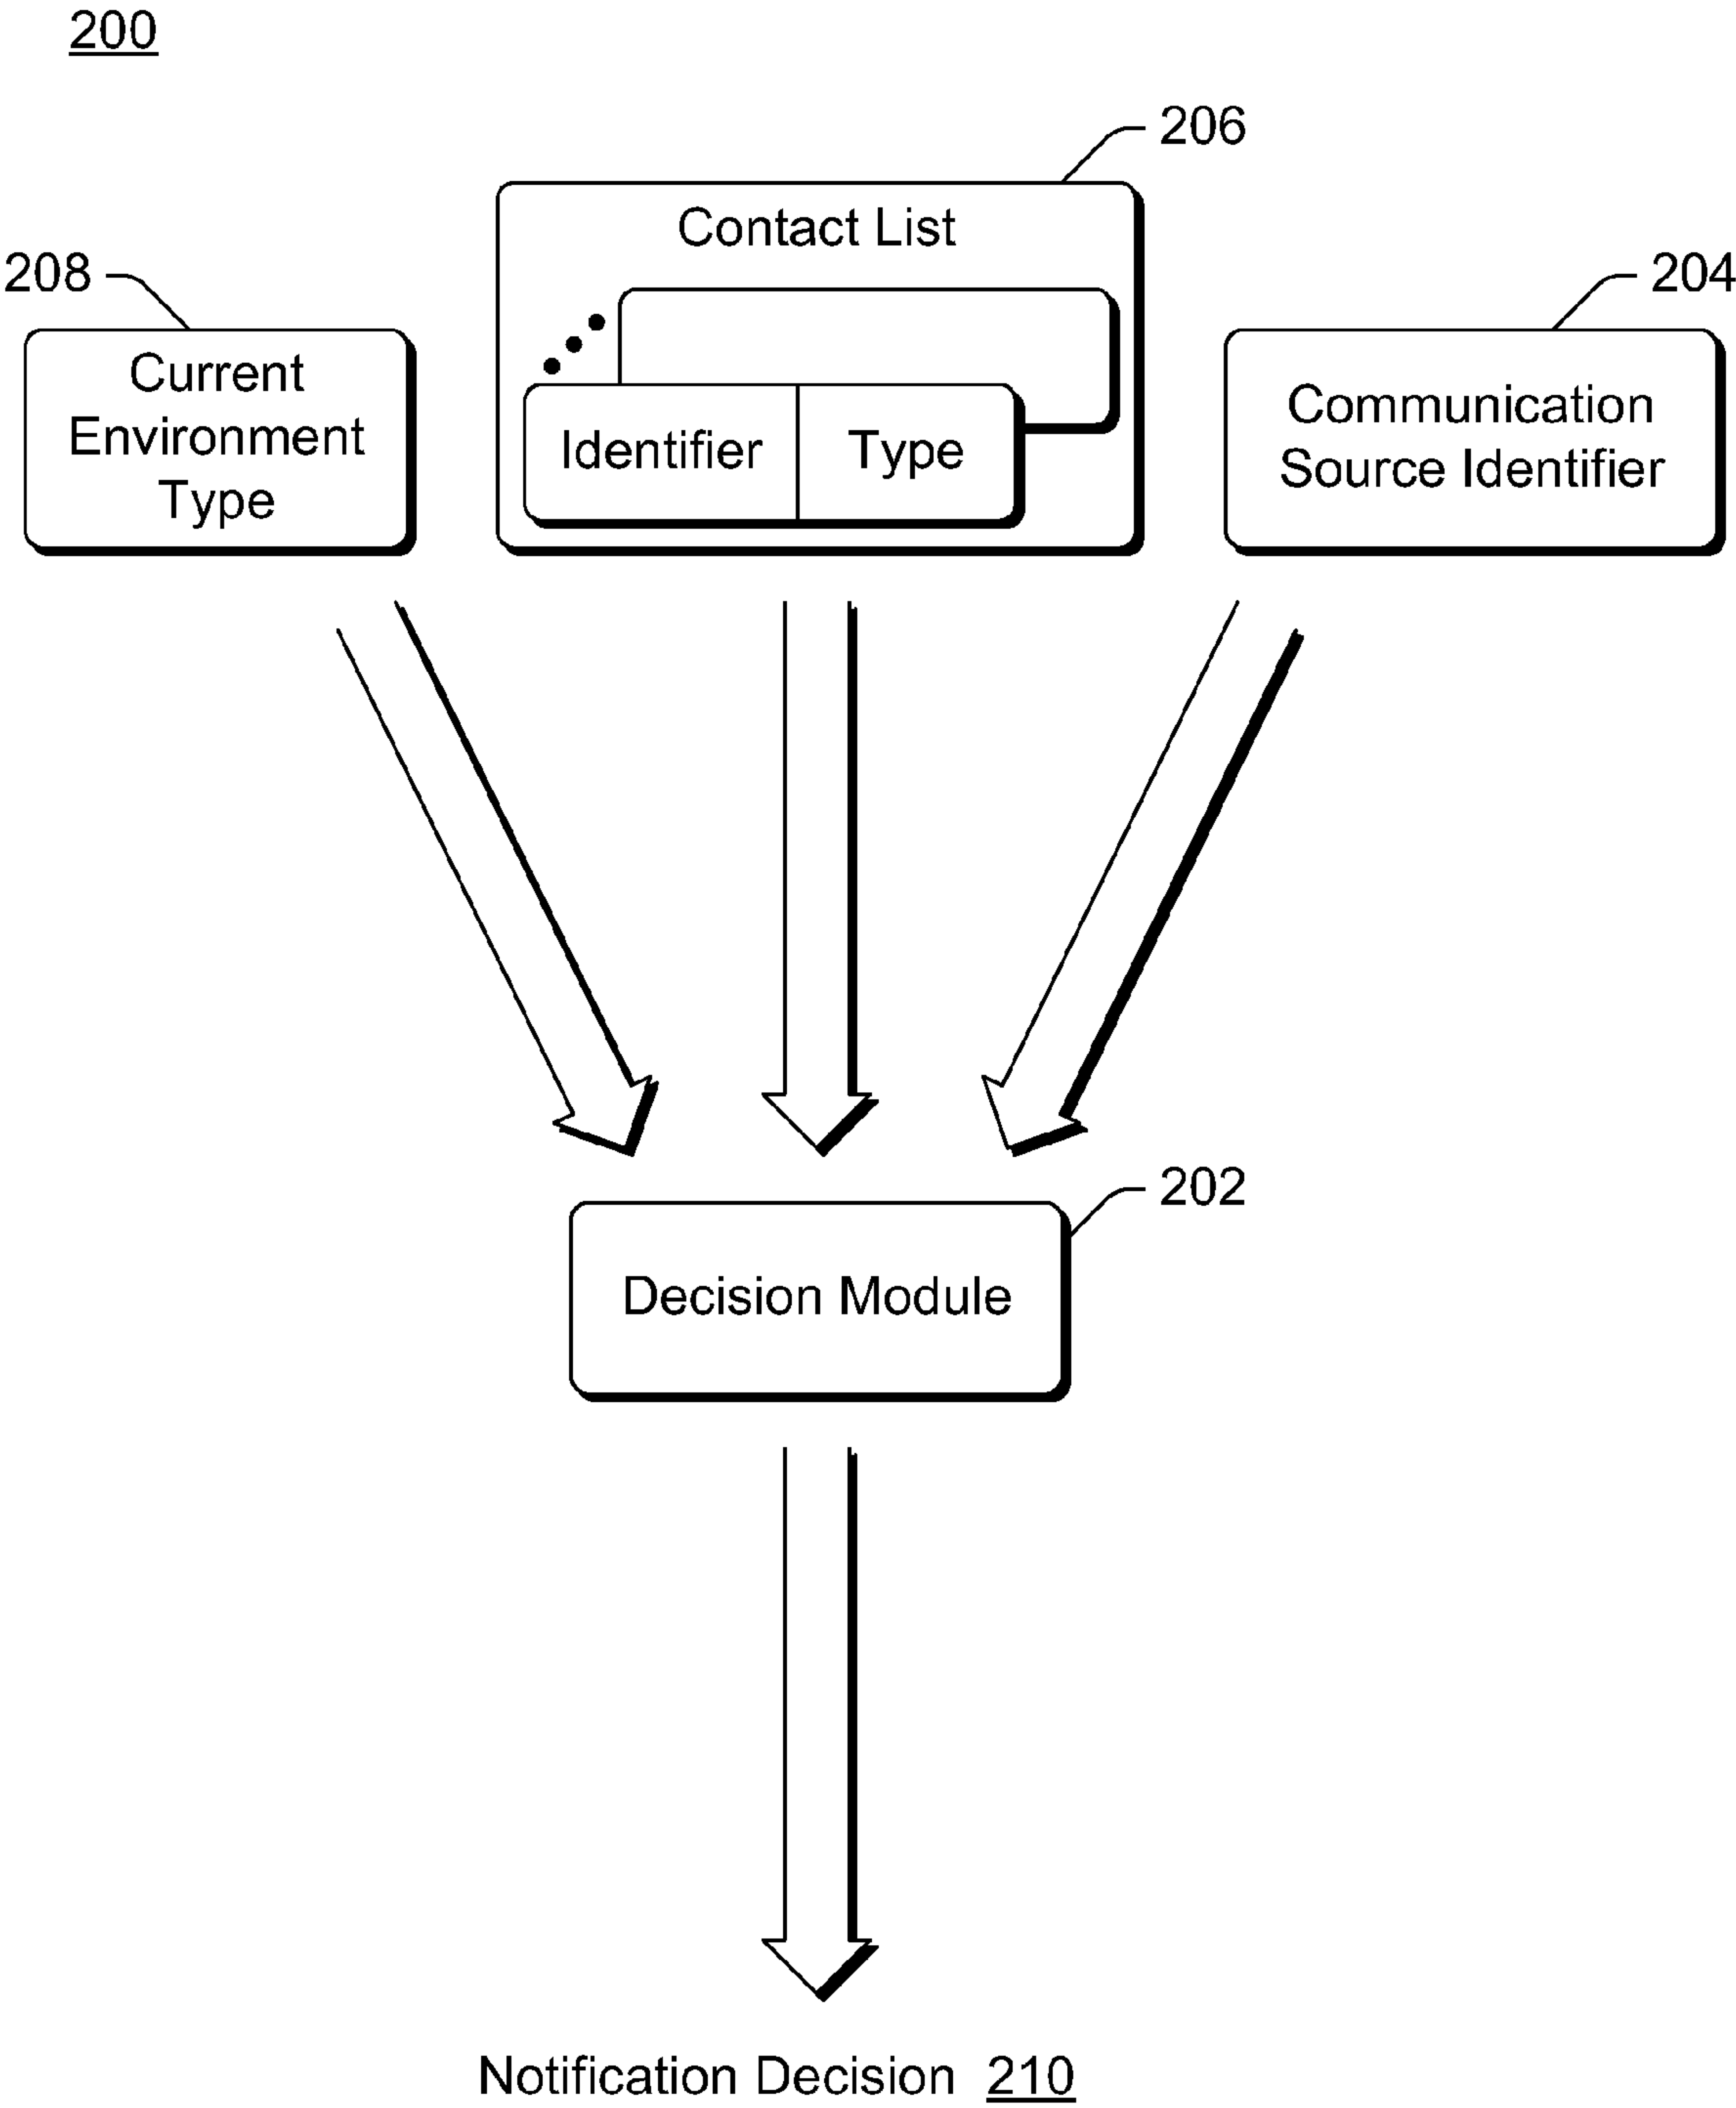 200
206
Contact List
208
204
Current
Environment
Type
Identifier
Type
Communication
Source Identifier
202
Decision Module
Notification Decision 210